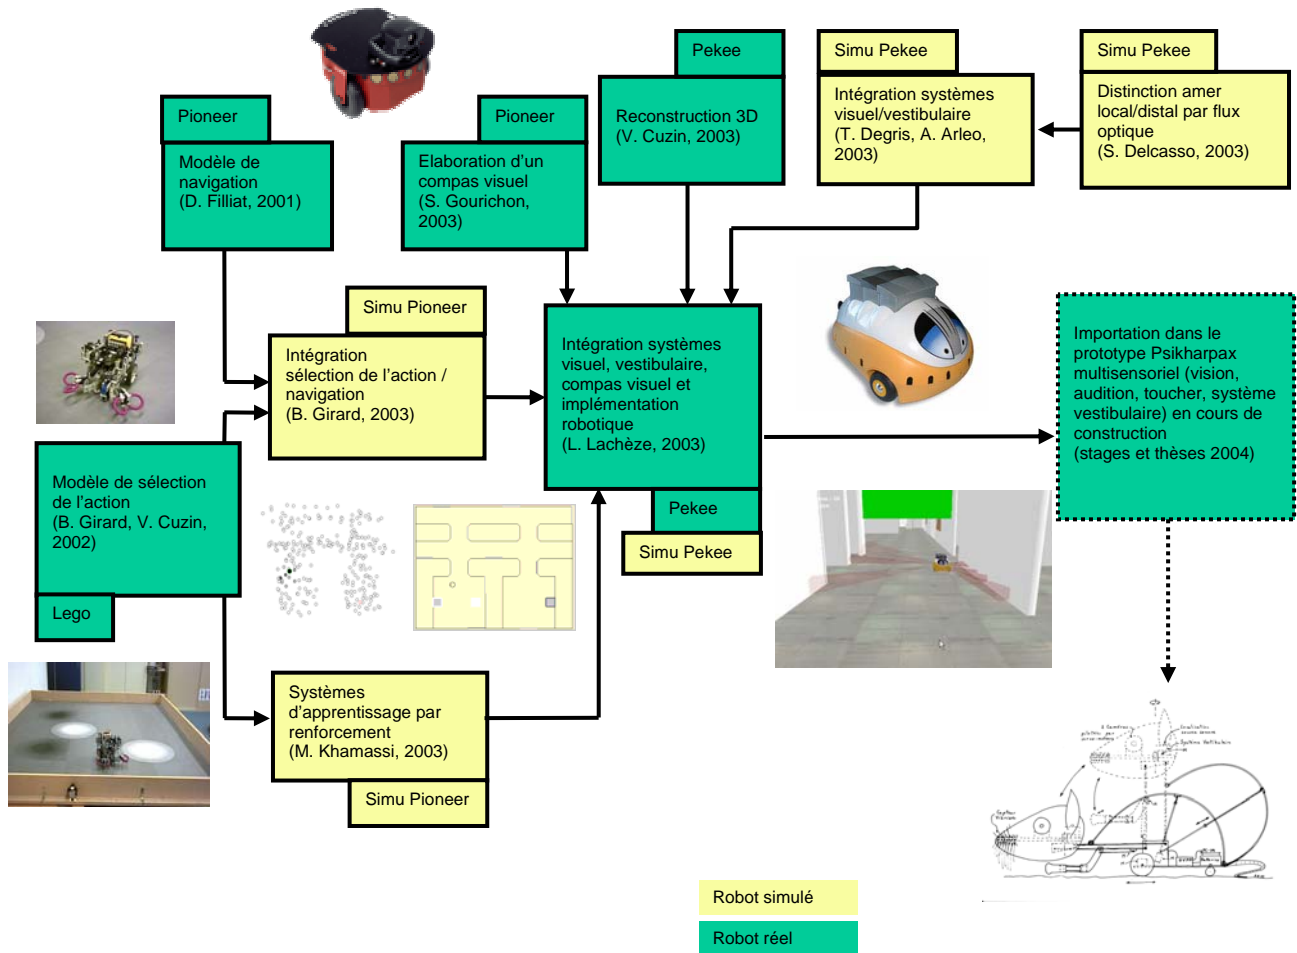 Pekee
Simu Pekee
Simu Pekee
Pioneer
Pioneer
Modèle de
navigation
(D. Filliat, 2001)
Elaboration d’un
compas visuel
(S. Gourichon,
2003)
Reconstruction 3D
(V. Cuzin, 2003)
Intégration systèmes
visuel/vestibulaire
(T. Degris, A. Arleo,
2003)
Distinction amer
local/distal par flux
optique
(S. Delcasso, 2003)
Simu Pioneer
Intégration
sélection de l’action /
navigation
(B. Girard, 2003)
Intégration systèmes
visuel, vestibulaire,
compas visuel et
implémentation
robotique
(L. Lachèze, 2003)
Pekee
Simu Pekee
Importation dans le
prototype Psikharpax
multisensoriel (vision,
audition, toucher, système
vestibulaire) en cours de
construction
(stages et thèses 2004)
Modèle de sélection
de l’action
(B. Girard, V. Cuzin,
2002)
Lego
Systèmes
d’apprentissage par
renforcement
(M. Khamassi, 2003)
Simu Pioneer
Robot simulé
Robot réel